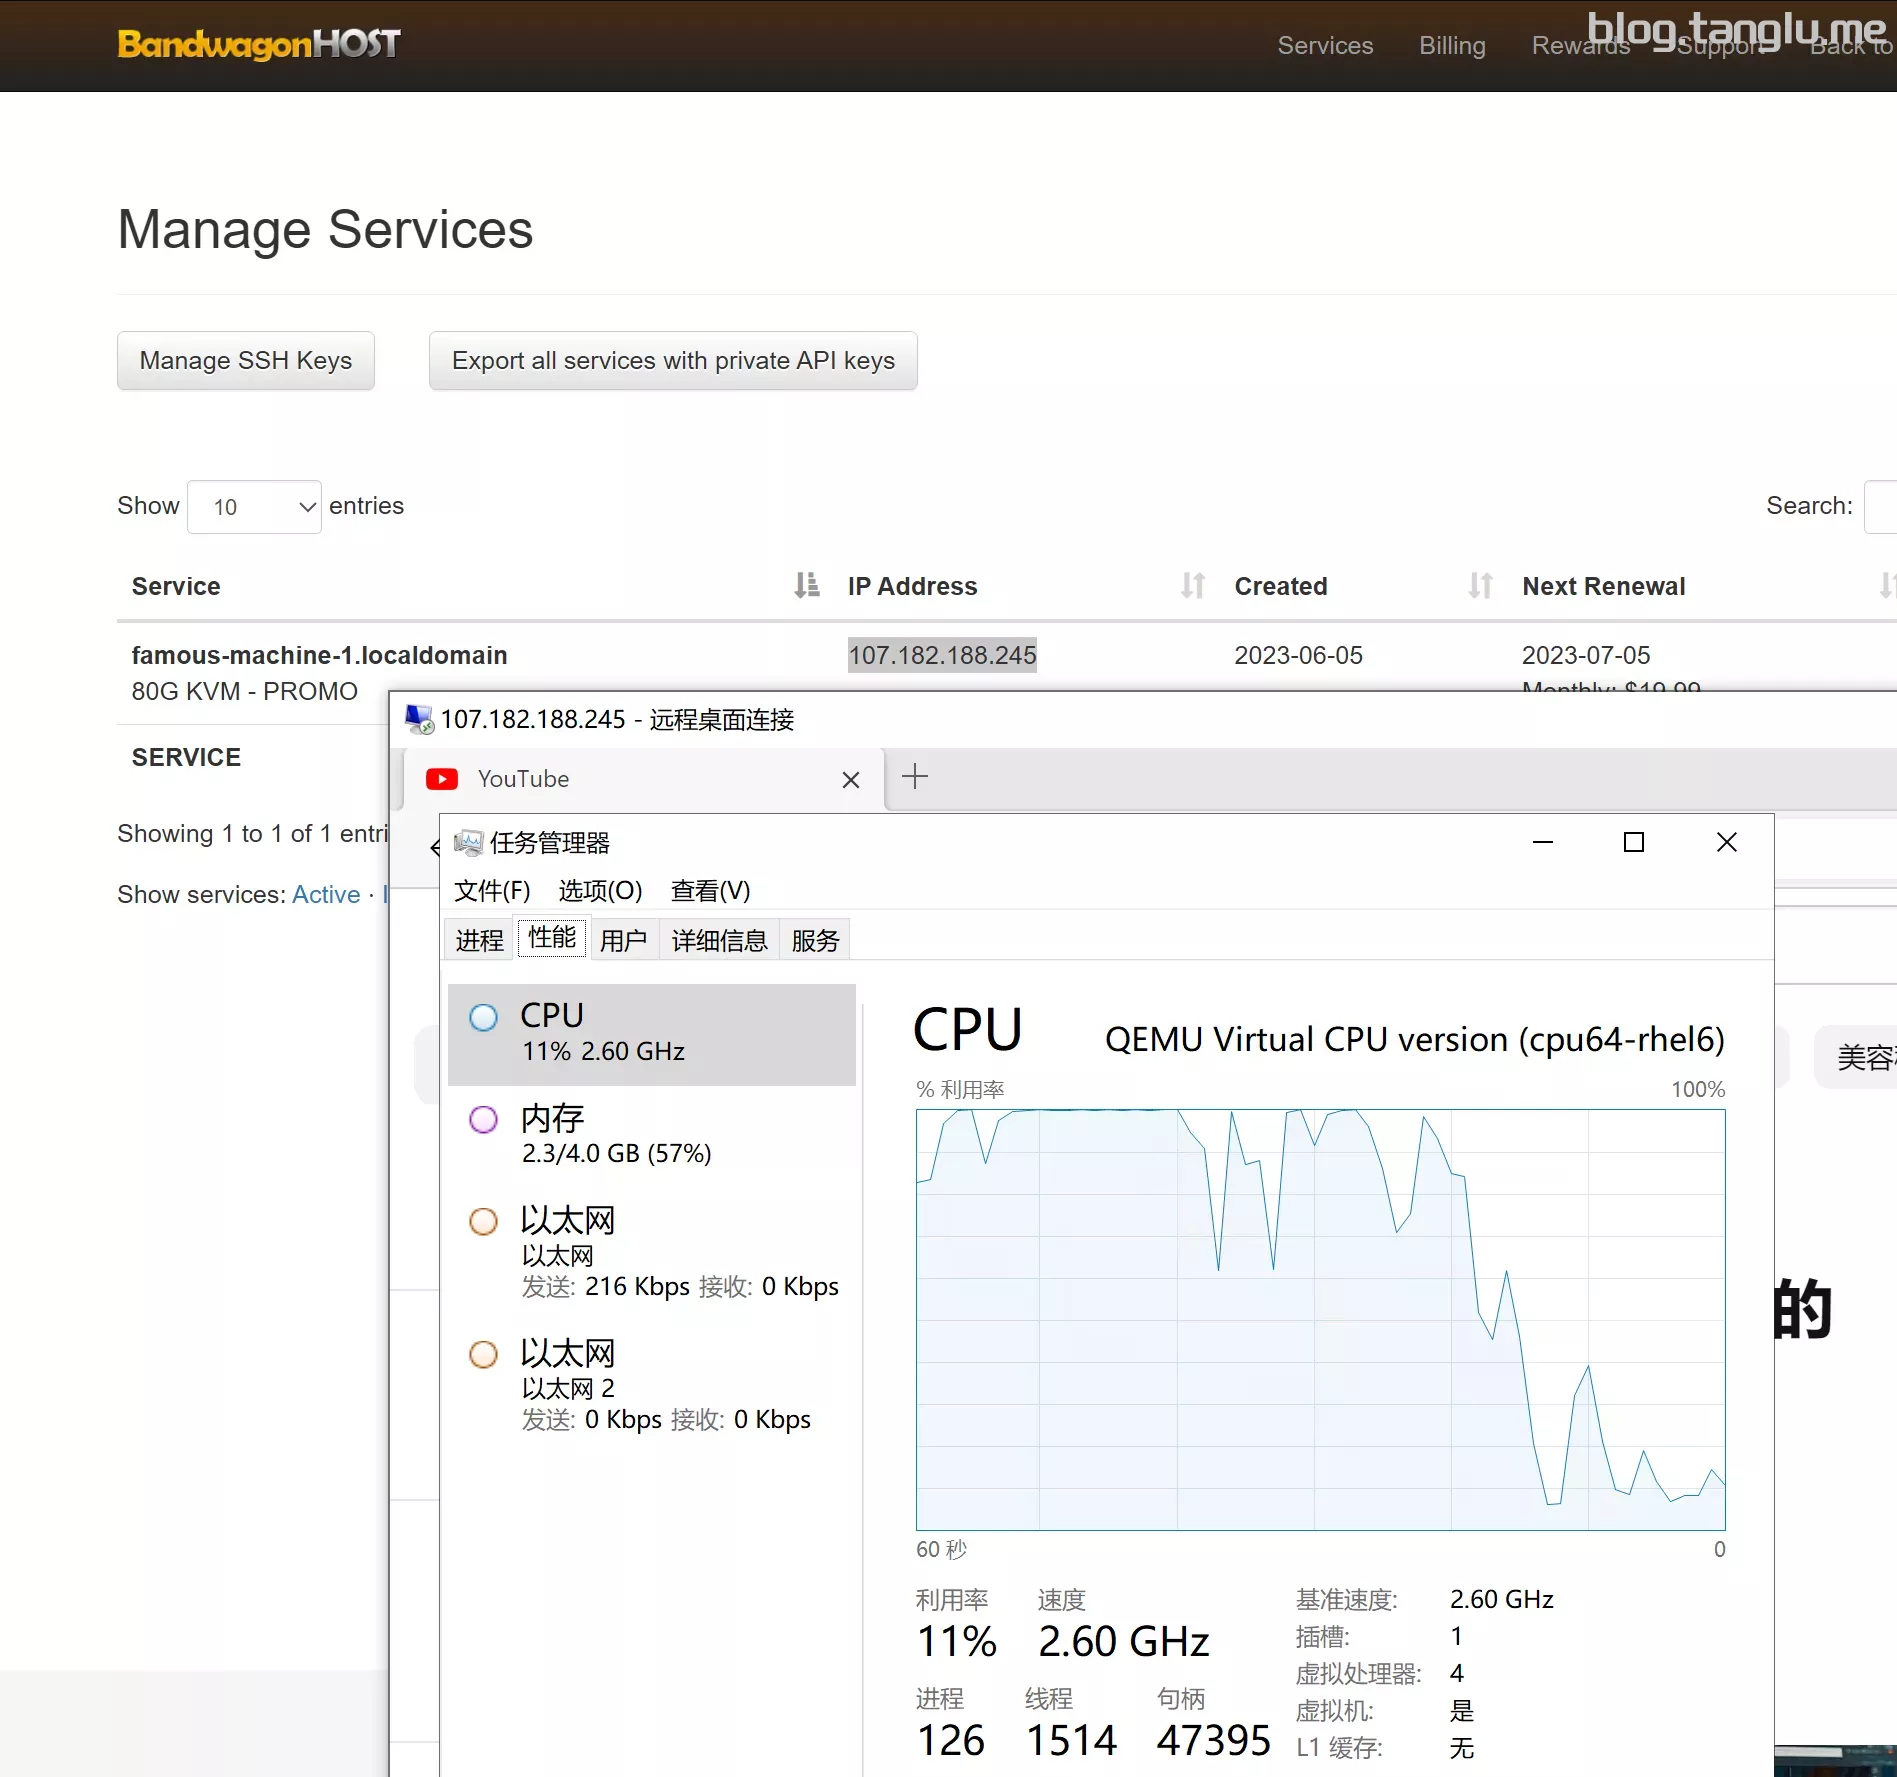 BandwagonHOST
Services Billing Rewards Support Back to
blog.tanglu.me
Manage Services
Manage SSH Keys
Export all services with private API keys
Show 10 entries
Search:
Service IP Address Created Next Renewal
famous-machine-1.localdomain 107.182.188.245 2023-06-05 2023-07-05
80G KVM - PROMO
Monthly: $19.99
107.182.188.245 - 远程桌面连接
SERVICE
YouTube
Showing 1 to 1 of 1 entri
任务管理器
Show services: Active ·
文件(F) 选项(O) 查看(V)
进程 性能 用户 详细信息 服务
CPU
11% 2.60 GHz
内存
2.3/4.0 GB (57%)
以太网
以太网
发送: 216 Kbps 接收: 0 Kbps
以太网
以太网 2
发送: 0 Kbps 接收: 0 Kbps
CPU QEMU Virtual CPU version (cpu64-rhel6)
% 利用率 100%
60 秒 0
利用率 速度
11% 2.60 GHz
进程 线程 句柄
126 1514 47395
基准速度: 2.60 GHz
插槽: 1
虚拟处理器: 4
虚拟机: 是
L1 缓存: 无
美容
的